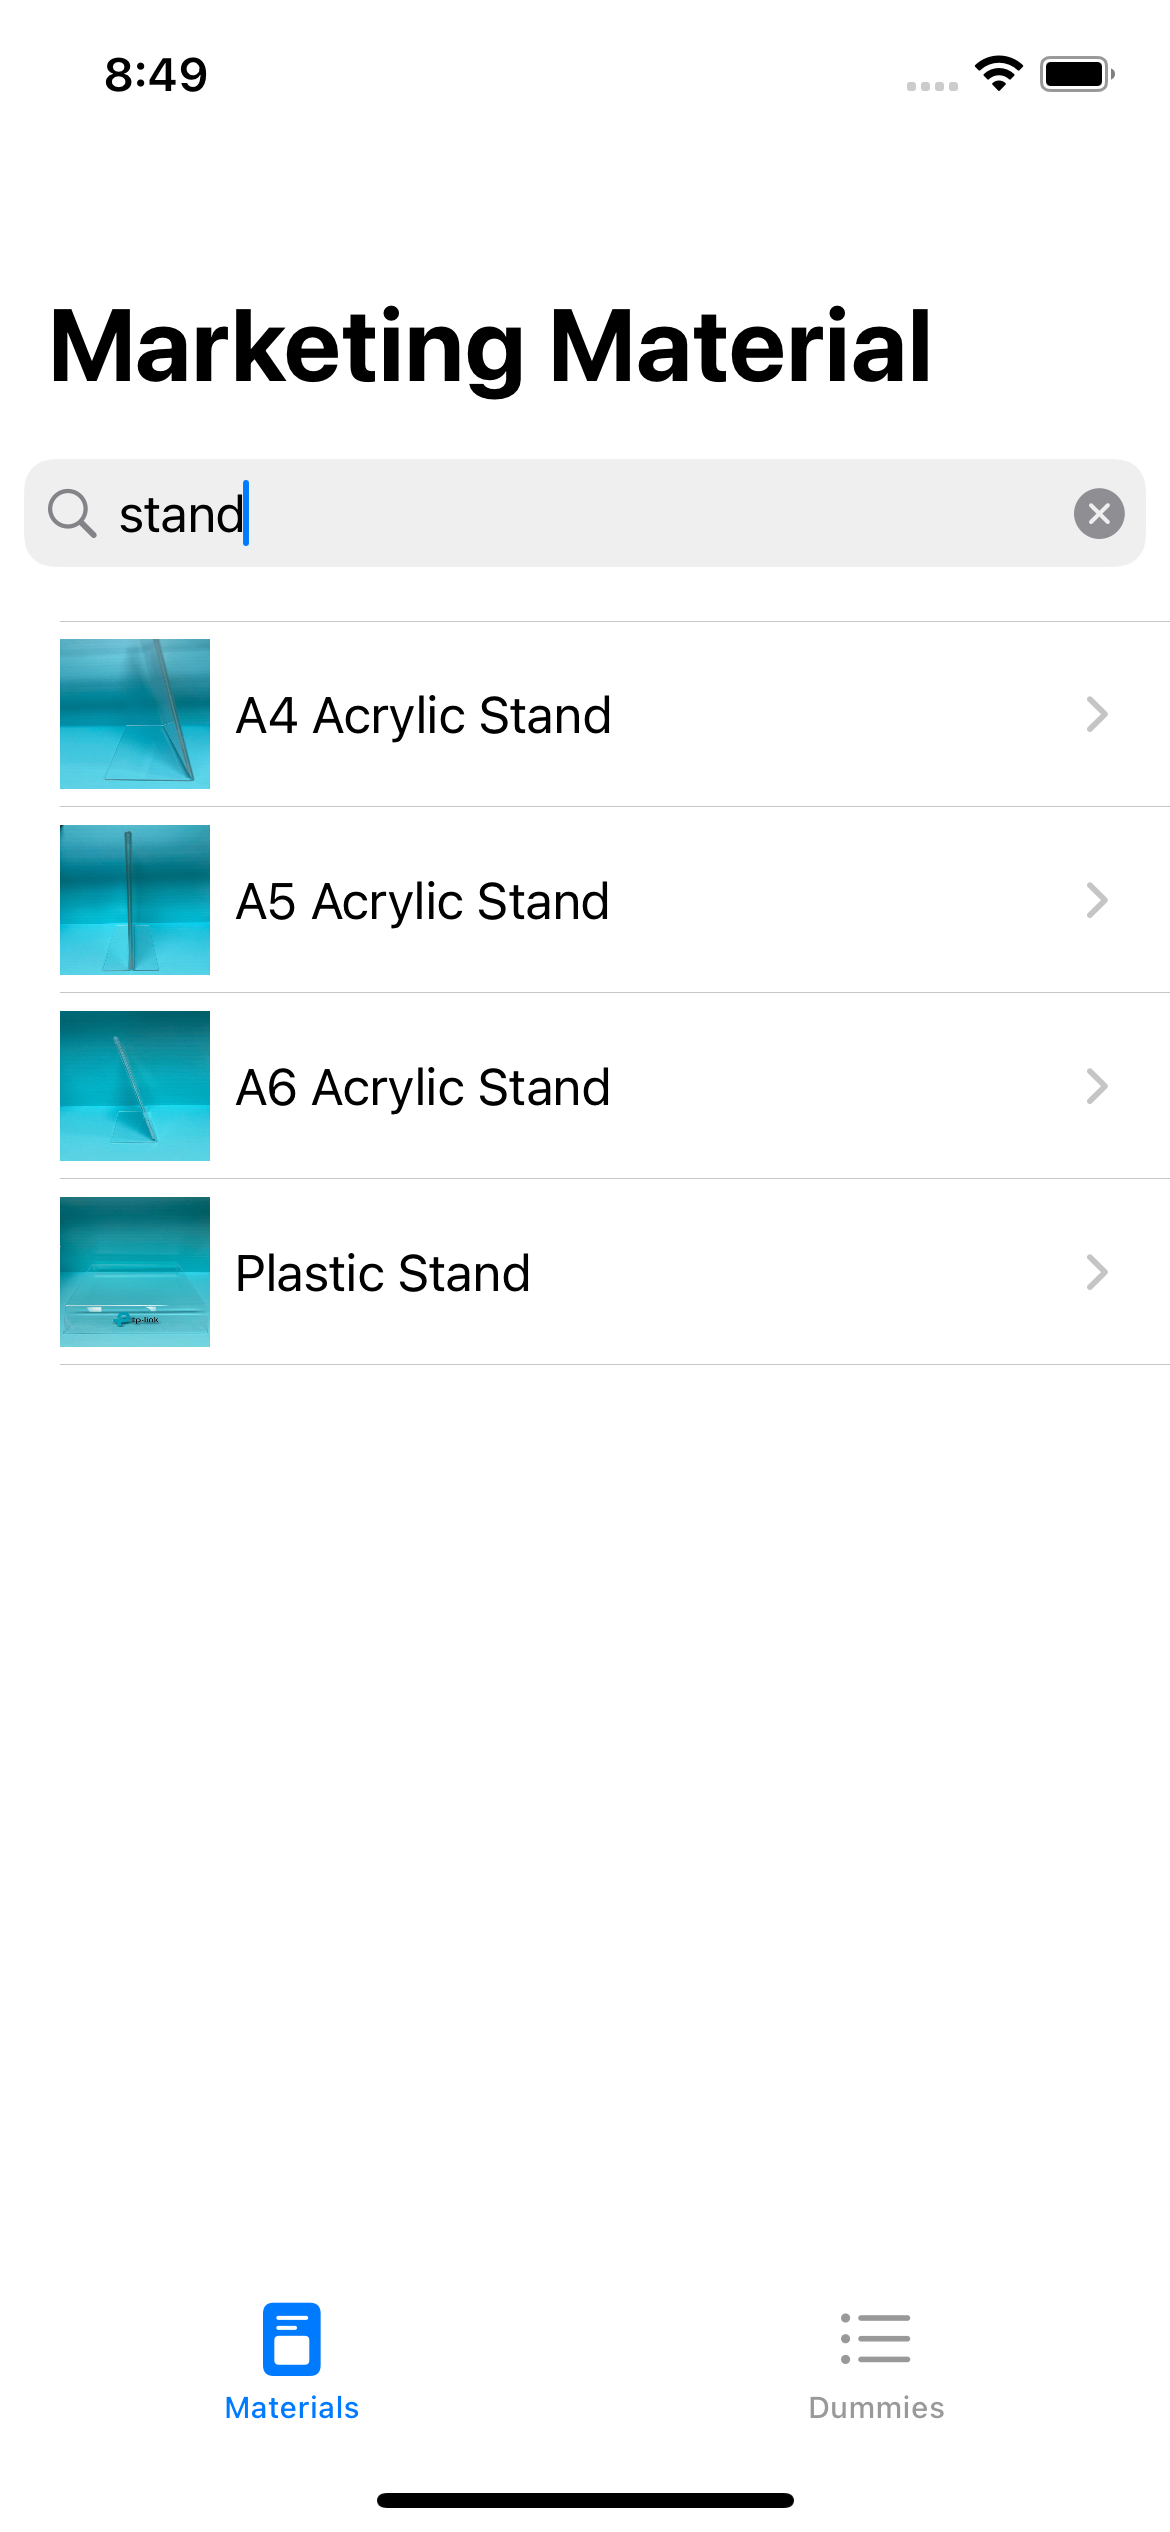 8:49
Marketing Material
stand
A4 Acrylic Stand
A5 Acrylic Stand
A6 Acrylic Stand
Plastic Stand
tp-link
Materials
Dummies